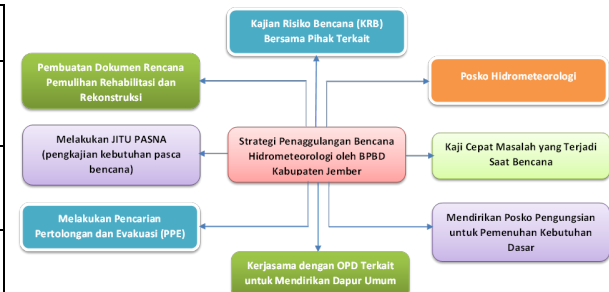 Kajian Risiko Bencana (KRB)
Bersama Pihak Terkait
Pembuatan Dokumen Rencana
Pemulihan Rehabilitasi dan
Rekonstruksi
Posko Hidrometeorologi
Melakukan JITU PASNA
(pengkajian kebutuhan pasca
bencana)
Strategi Penaggulangan Bencana
Hidrometeorologi oleh BPBD
Kabupaten Jember
Kaji Cepat Masalah yang Terjadi
Saat Bencana
Melakukan Pencarian
Pertolongan dan Evakuasi (PPE)
Mendirikan Posko Pengungsian
untuk Pemenuhan Kebutuhan
Dasar
Kerjasama dengan OPD Terkait
untuk Mendirikan Dapur Umum